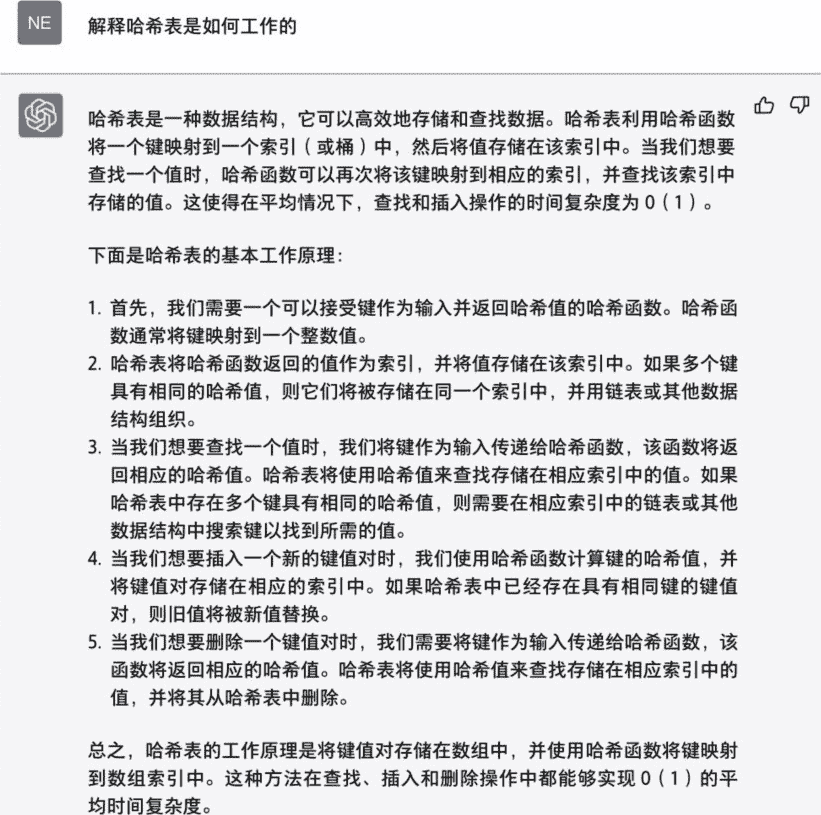 NE
解释哈希表是如何工作的
哈希表是一种数据结构，它可以高效地存储和查找数据。哈希表利用哈希函数
将一个键映射到一个索引（或桶）中，然后将值存储在该索引中。当我们想要
查找一个值时，哈希函数可以再次将该键映射到相应的索引，并查找该索引中
存储的值。这使得在平均情况下，查找和插入操作的时间复杂度为 O（1）。
下面是哈希表的基本工作原理：
1. 首先，我们需要一个可以接受键作为输入并返回哈希值的哈希函数。哈希函
数通常将键映射到一个整数值。
2. 哈希表将哈希函数返回的值作为索引，并将值存储在该索引中。如果多个键
具有相同的哈希值，则它们将被存储在同一个索引中，并用链表或其他数据
结构组织。
3. 当我们想要查找一个值时，我们将键作为输入传递给哈希函数，该函数将返
回相应的哈希值。哈希表将使用哈希值来查找存储在相应索引中的值。如果
哈希表中存在多个键具有相同的哈希值，则需要在相应索引中的链表或其他
数据结构中搜索键以找到所需的值。
4. 当我们想要插入一个新的键值对时，我们使用哈希函数计算键的哈希值，并
将键值对存储在相应的索引中。如果哈希表中已经存在具有相同键的键值
对，则旧值将被新值替换。
5. 当我们想要删除一个键值对时，我们需要将键作为输入传递给哈希函数，该
函数将返回相应的哈希值。哈希表将使用哈希值来查找存储在相应索引中的
值，并将其从哈希表中删除。
总之，哈希表的工作原理是将键值对存储在数组中，并使用哈希函数将键映射
到数组索引中。这种方法在查找、插入和删除操作中都能够实现 O（1）的平
均时间复杂度。